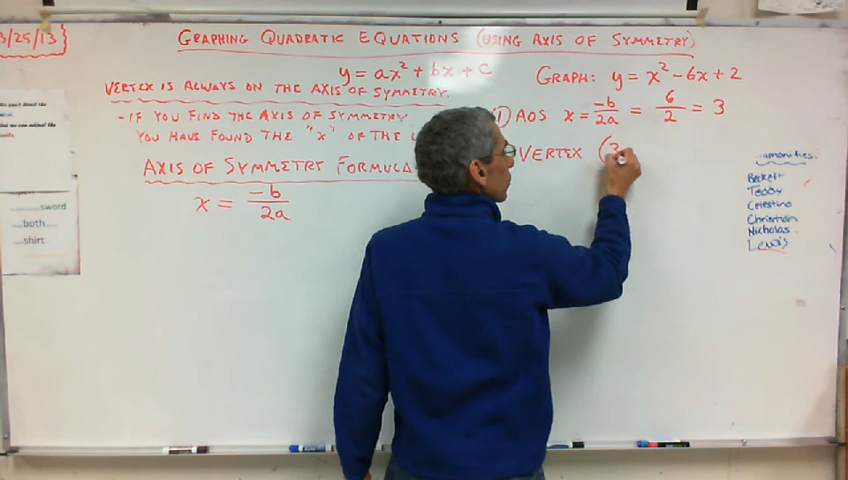 3/25/13}
GRAPHING QUADRATIC EQUATIONS (USING AXIS OF SYMMETRY)
y = ax² + bx + c
VERTEX IS ALWAYS ON THE AXIS OF SYMMETRY.
- IF YOU FIND THE AXIS OF SYMMETRY
YOU HAVE FOUND THE "X" OF THE
AXIS OF SYMMETRY FORMULA
x = -b/2a
GRAPH: y = x² - 6x + 2
(1) AOS x = -b/2a = 6/2 = 3
VERTEX (3
...sword
...both...
...shirt
Humanities.
Beckett
Teddy
Celestino
Christian
Nicholas
Lewis